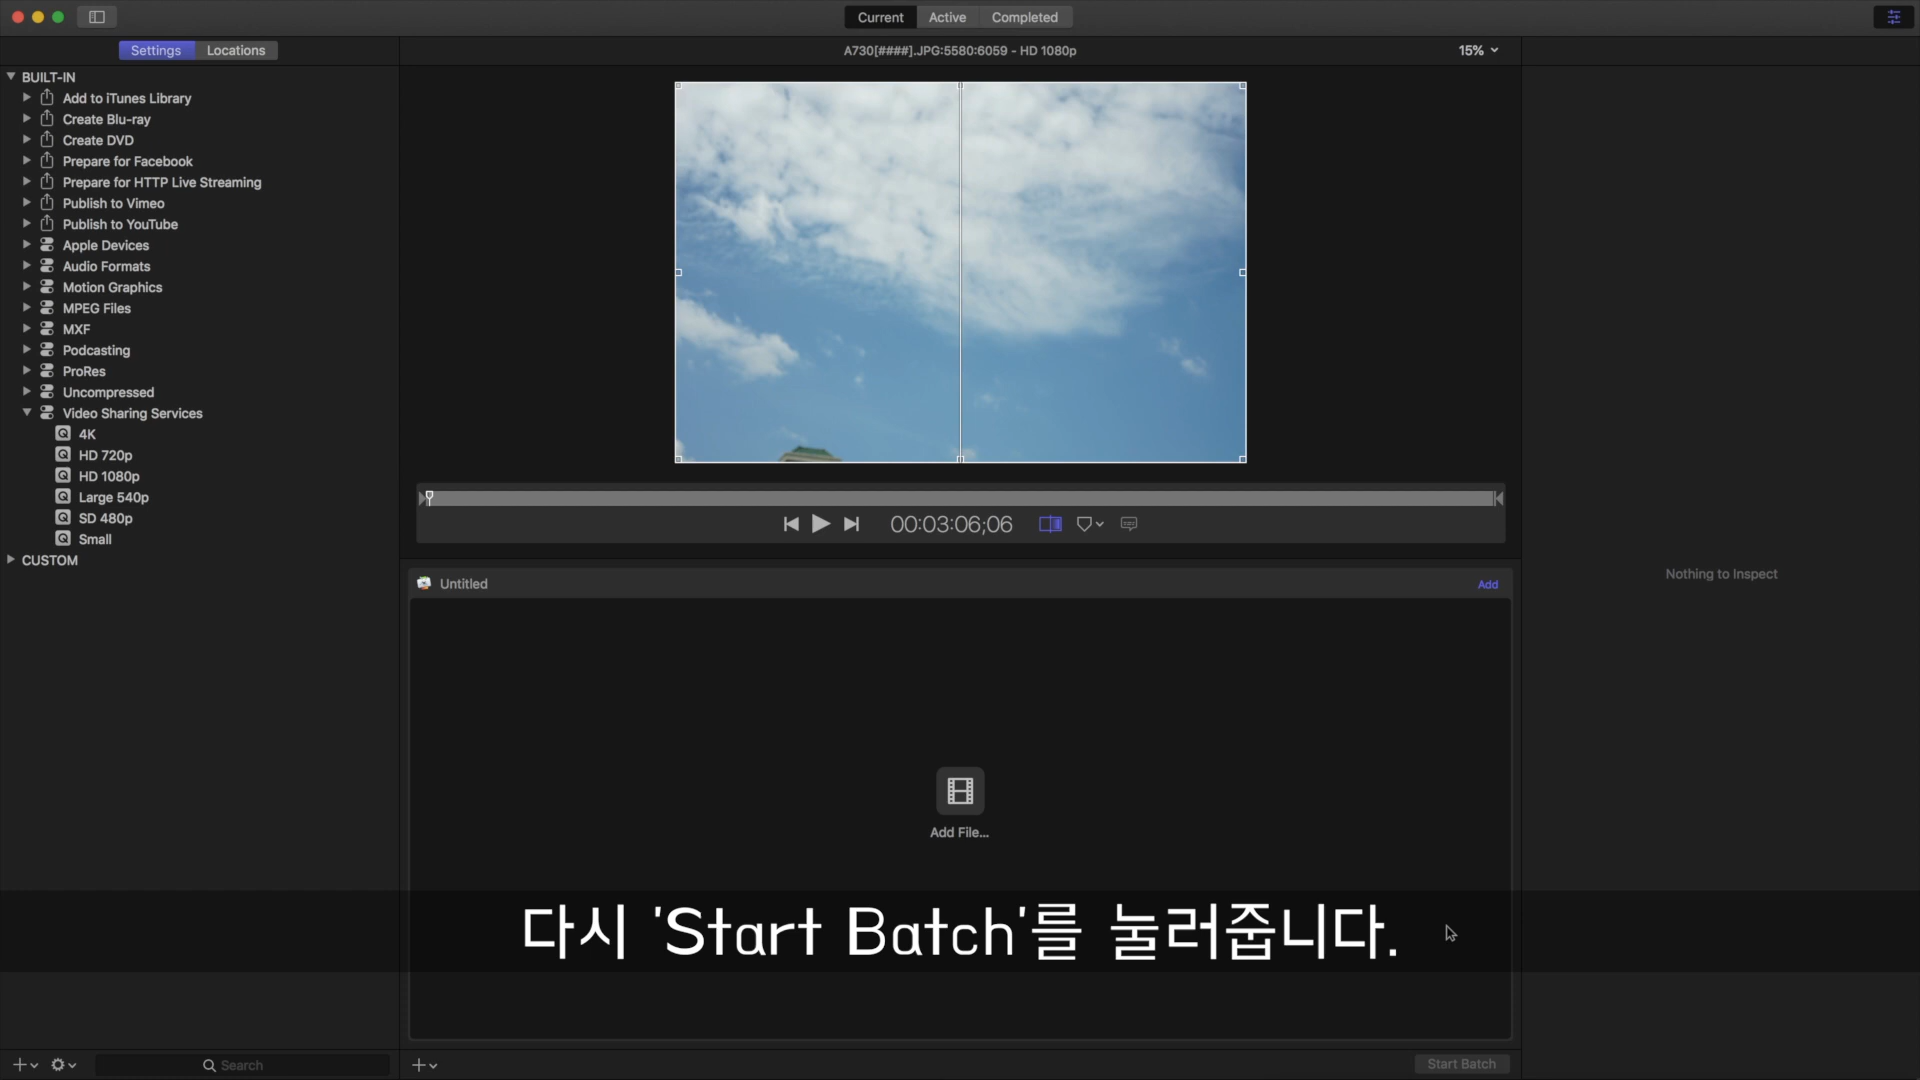 Current Active Completed
Settings Locations
A730[####].JPG:5580:6059 - HD 1080p
15%
BUILT-IN
Add to iTunes Library
Create Blu-ray
Create DVD
Prepare for Facebook
Prepare for HTTP Live Streaming
Publish to Vimeo
Publish to YouTube
Apple Devices
Audio Formats
Motion Graphics
MPEG Files
MXF
Podcasting
ProRes
Uncompressed
Video Sharing Services
4K
HD 720p
HD 1080p
Large 540p
SD 480p
Small
CUSTOM
00:03:06;06
Untitled
Add
Nothing to Inspect
Add File...
다시 'Start Batch'를 눌러줍니다.
Search
Start Batch